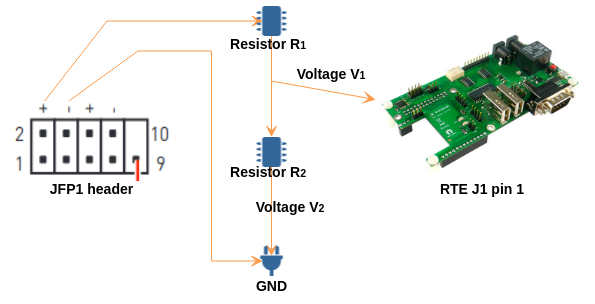 Resistor R1
Voltage V1
+ - + -
2 10
1 9
JFP1 header
Resistor R2
RTE J1 pin 1
Voltage V2
GND